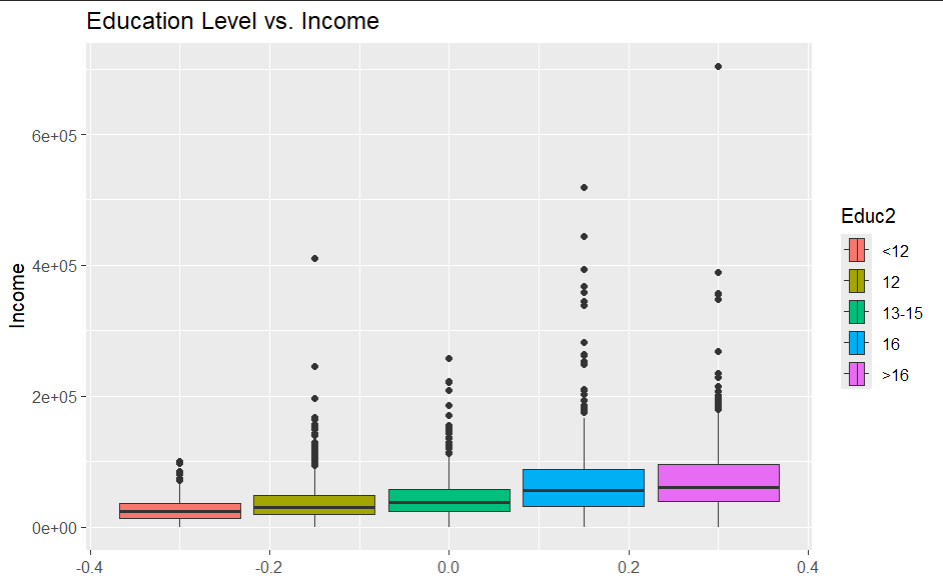 Education Level vs. Income
6e+05
4e+05
2e+05
0e+00
Income
-0.4
-0.2
0.0
0.2
0.4
Educ2
<12
12
13-15
16
>16